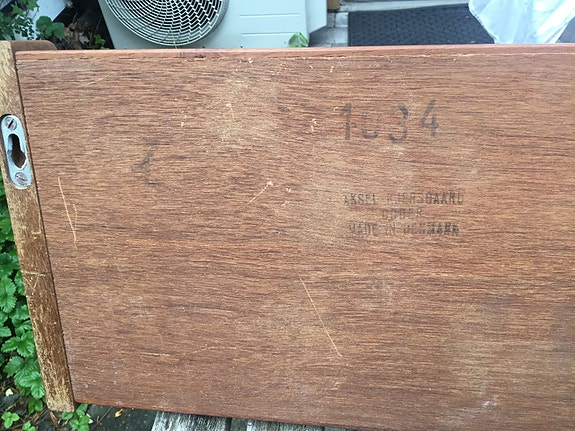 1034
AKSEL KJERSGAARD
ODDER
MADE IN DENMARK